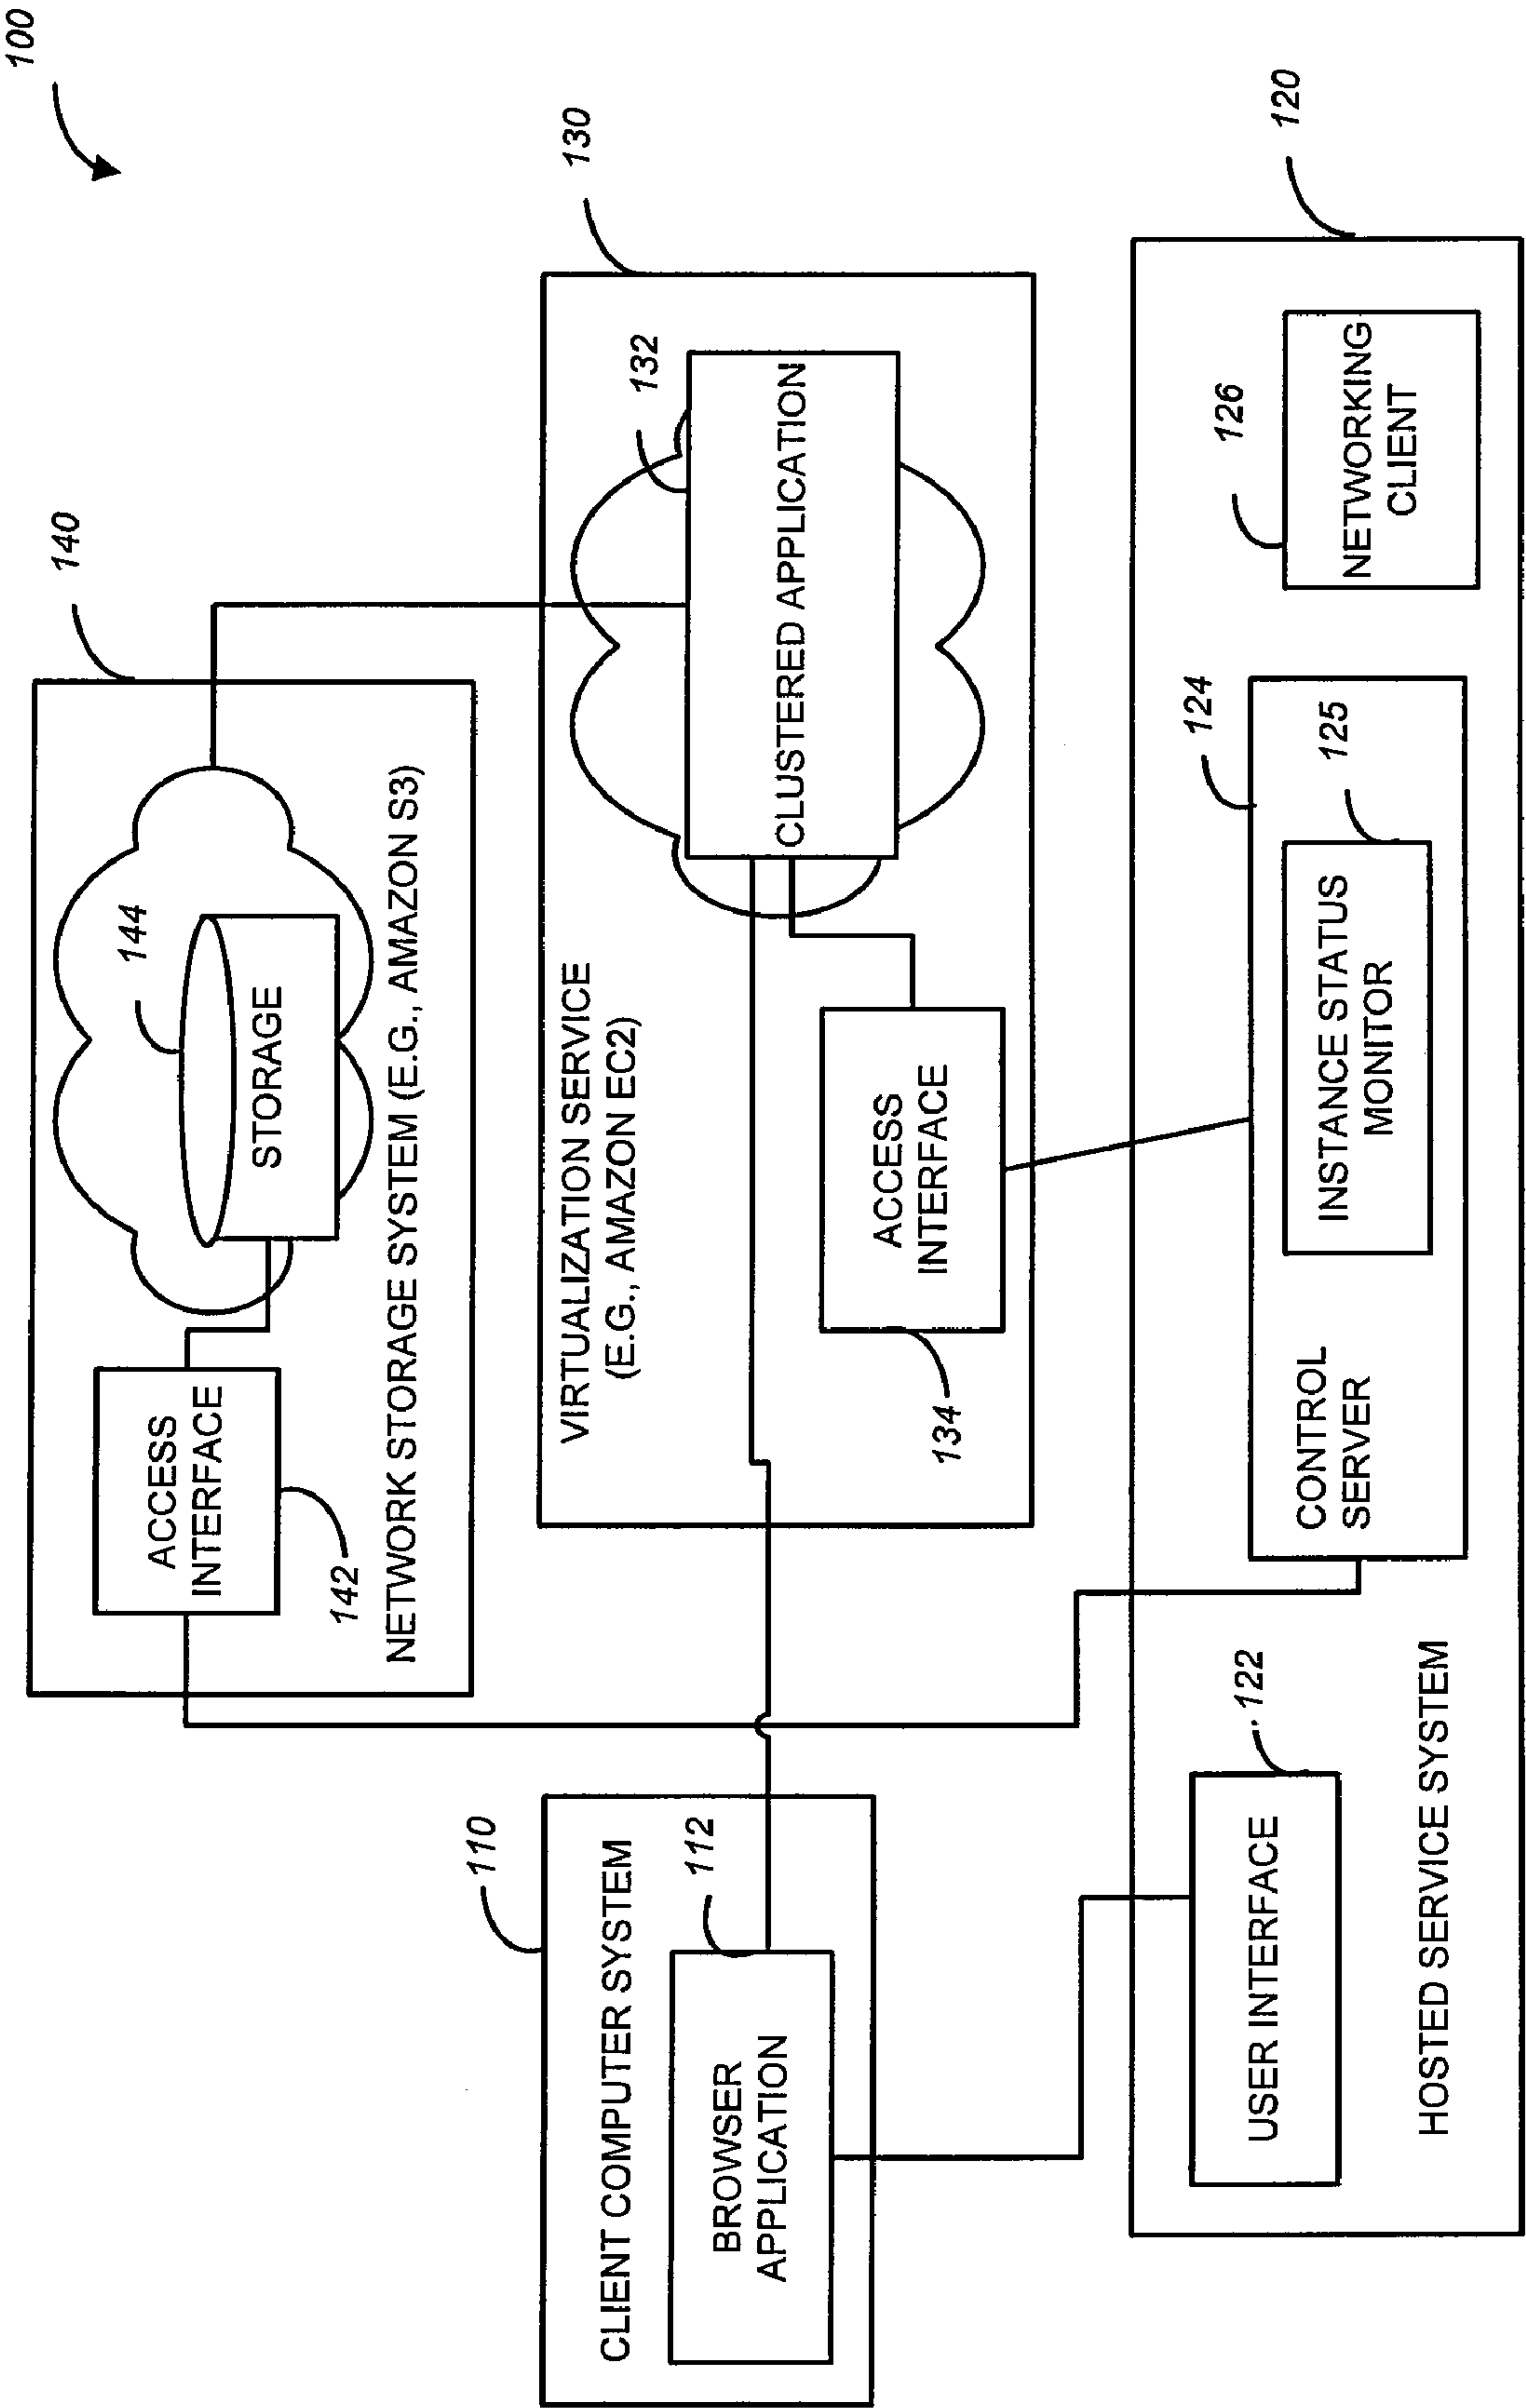 100
140
144
STORAGE
ACCESS
INTERFACE
142
NETWORK STORAGE SYSTEM (E.G., AMAZON S3)
130
132
CLUSTERED APPLICATION
VIRTUALIZATION SERVICE
(E.G., AMAZON EC2)
ACCESS
INTERFACE
134
110
CLIENT COMPUTER SYSTEM
112
BROWSER
APPLICATION
120
122
USER INTERFACE
HOSTED SERVICE SYSTEM
124
CONTROL
SERVER
125
INSTANCE STATUS
MONITOR
126
NETWORKING
CLIENT